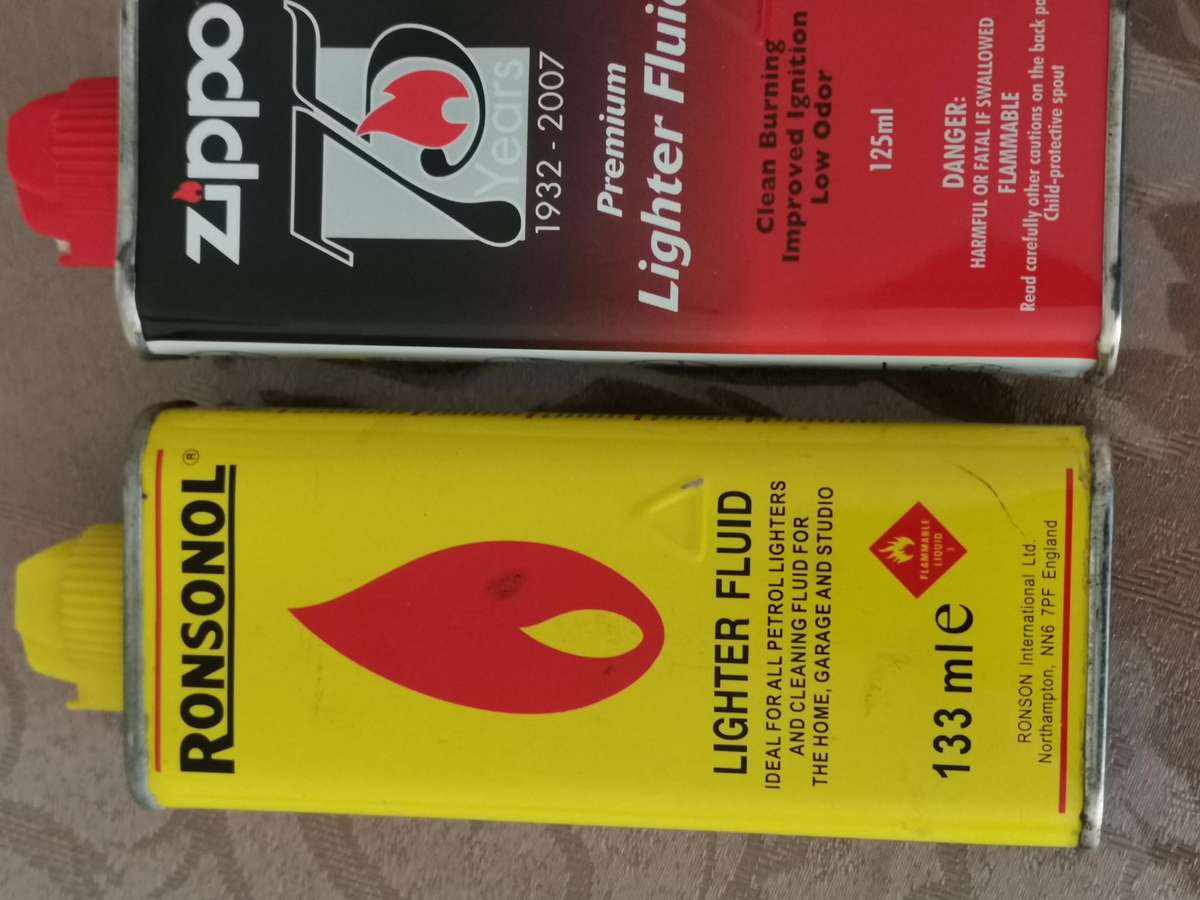 zippo
75
Years
1932 - 2007
Premium
Lighter Fluid
Clean Burning
Improved Ignition
Low Odor
125ml
DANGER:
HARMFUL OR FATAL IF SWALLOWED
FLAMMABLE
Read carefully other cautions on the back
Child-protective spout
RONSONOL ®
LIGHTER FLUID
IDEAL FOR ALL PETROL LIGHTERS
AND CLEANING FLUID FOR
THE HOME, GARAGE AND STUDIO
FLAMMABLE
LIQUID
3
133 ml e
RONSON International Ltd.
Northampton, NN6 7PF England